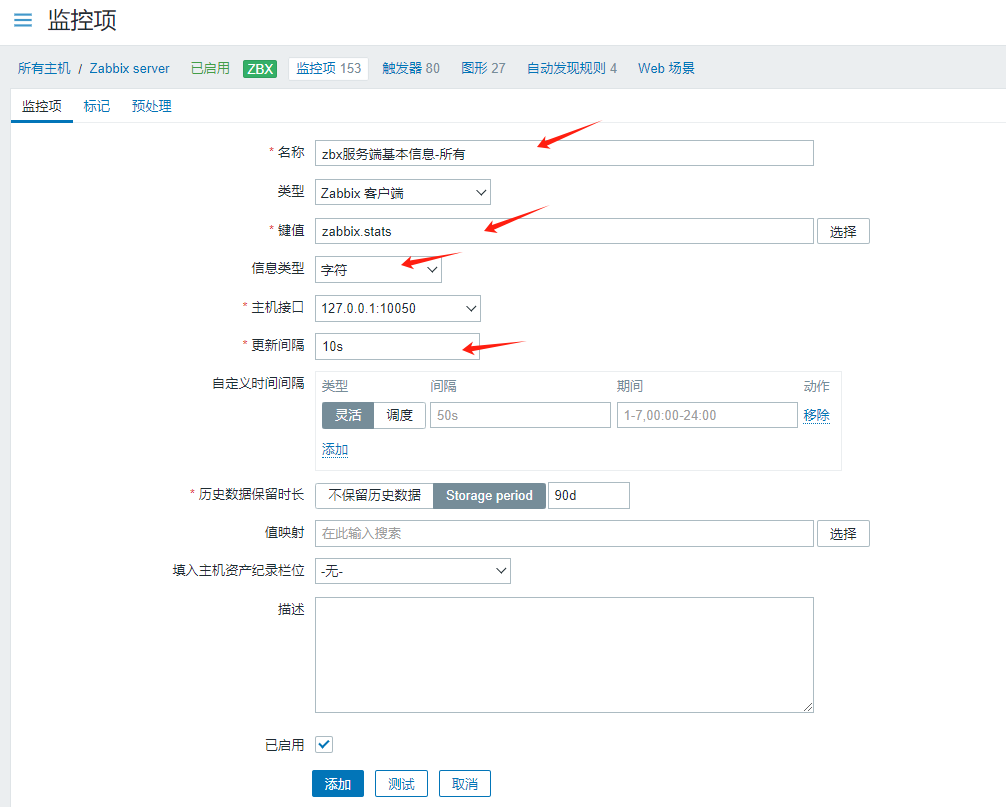 监控项
所有主机 / Zabbix server 已启用 ZBX 监控项 153 触发器 80 图形 27 自动发现规则 4 Web 场景
监控项 标记 预处理
* 名称 zbx服务端基本信息-所有
类型 Zabbix 客户端
* 键值 zabbix.stats 选择
信息类型 字符
* 主机接口 127.0.0.1:10050
* 更新间隔 10s
自定义时间间隔 类型 间隔 期间 动作
灵活 调度 50s 1-7,00:00-24:00 移除
添加
* 历史数据保留时长 不保留历史数据 Storage period 90d
值映射 在此输入搜索 选择
填入主机资产纪录栏位 -无-
描述
已启用
添加 测试 取消